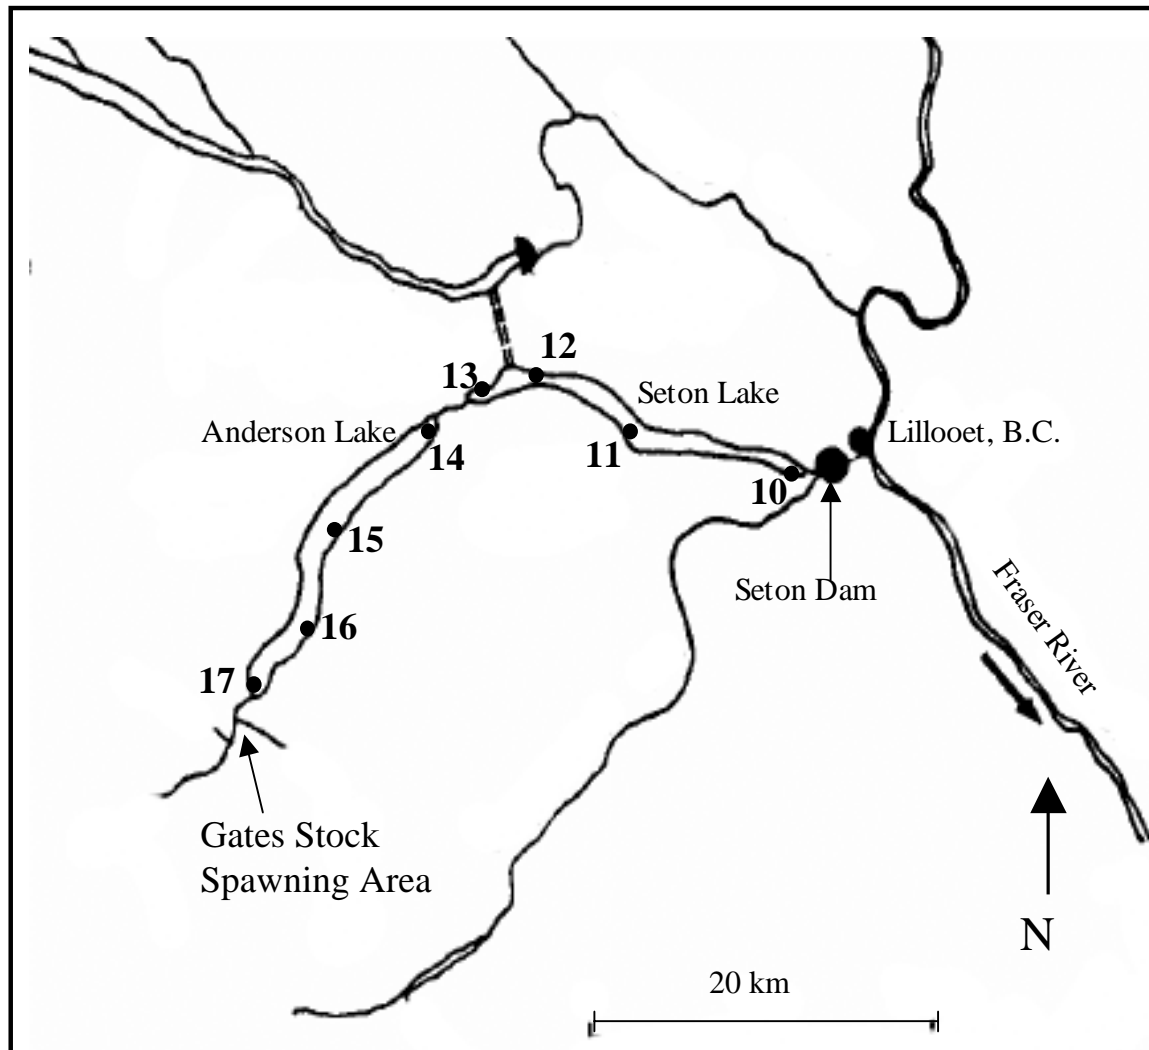 12
13
Seton Lake
Anderson Lake
14
11
Lillooet, B.C.
10
15
Seton Dam
Fraser River
16
17
Gates Stock
Spawning Area
N
20 km